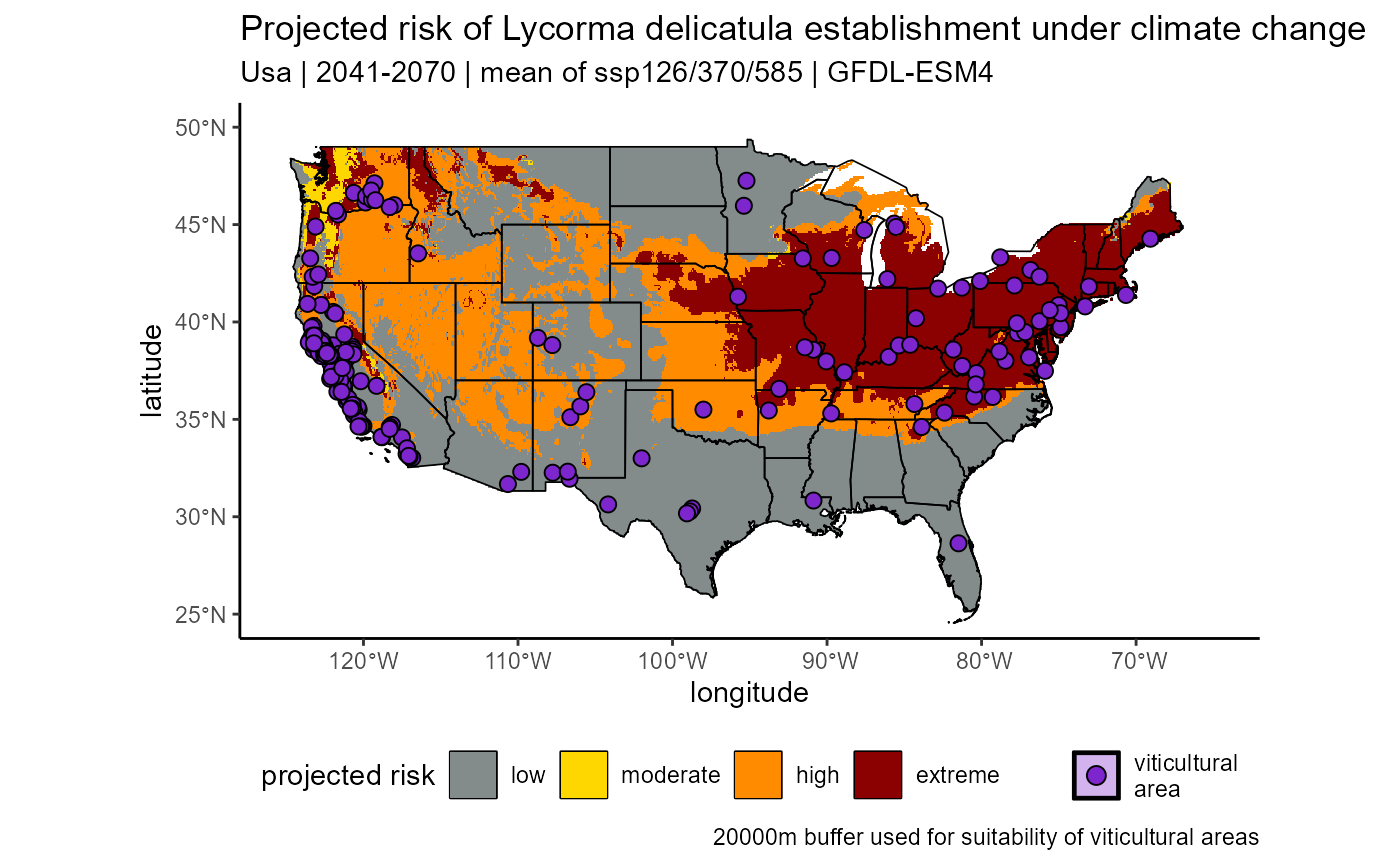 Projected risk of Lycorma delicatula establishment under climate change
Usa | 2041-2070 | mean of ssp126/370/585 | GFDL-ESM4
50°N
45°N
40°N
35°N
30°N
25°N
latitude
120°W 110°W 100°W 90°W 80°W 70°W
longitude
projected risk low moderate high extreme viticultural
area
20000m buffer used for suitability of viticultural areas